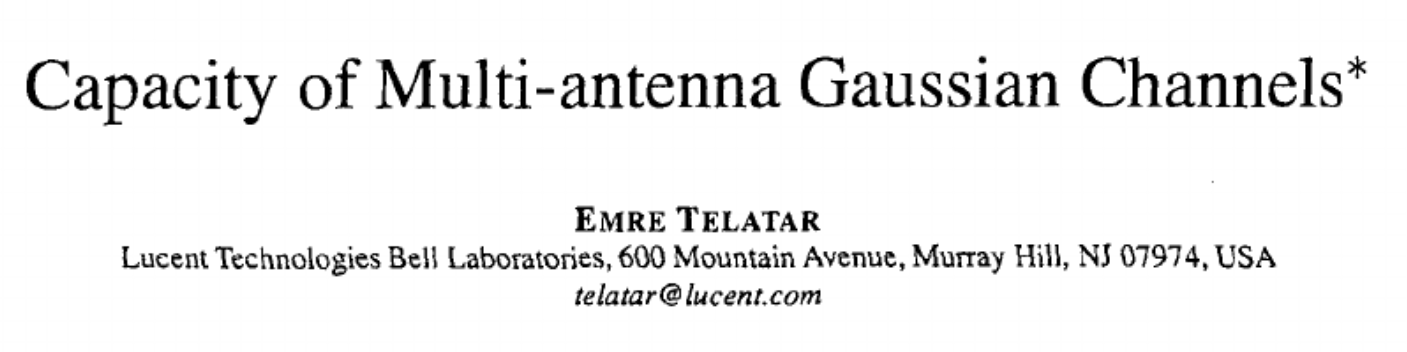 Capacity of Multi-antenna Gaussian Channels*
EMRE TELATAR
Lucent Technologies Bell Laboratories, 600 Mountain Avenue, Murray Hill, NJ 07974, USA
telatar@lucent.com